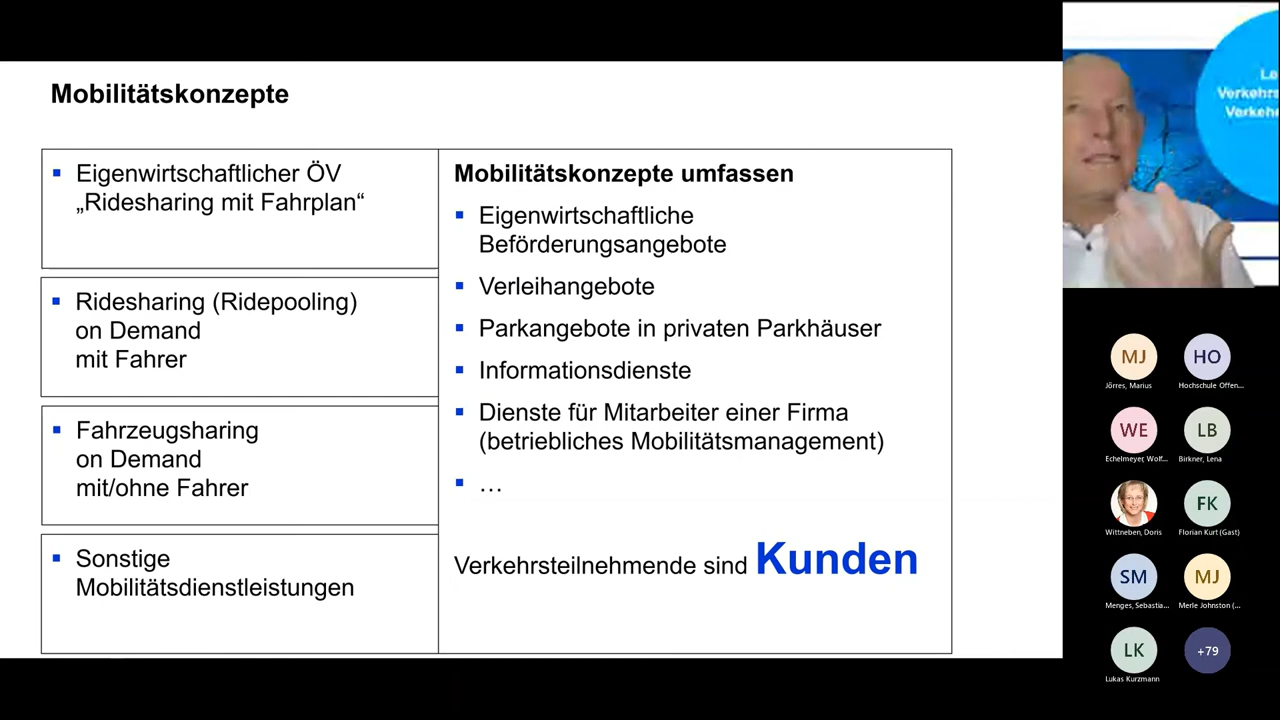 Mobilitätskonzepte
Eigenwirtschaftlicher ÖV
„Ridesharing mit Fahrplan“
Ridesharing (Ridepooling)
on Demand
mit Fahrer
Fahrzeugsharing
on Demand
mit/ohne Fahrer
Sonstige
Mobilitätsdienstleistungen
Mobilitätskonzepte umfassen
Eigenwirtschaftliche
Beförderungsangebote
Verleihangebote
Parkangebote in privaten Parkhäuser
Informationsdienste
Dienste für Mitarbeiter einer Firma
(betriebliches Mobilitätsmanagement)
…
Verkehrsteilnehmende sind Kunden
Le
Verkehrs
Verkehr
MJ
Jörres, Marius
HO
Hochschule Offen...
WE
Echelmeyer, Wolf...
LB
Birkner, Lena
Wittneben, Doris
FK
Florian Kurt (Gast)
SM
Menges, Sebastia...
MJ
Merle Johnston (...
LK
Lukas Kurzmann
+79